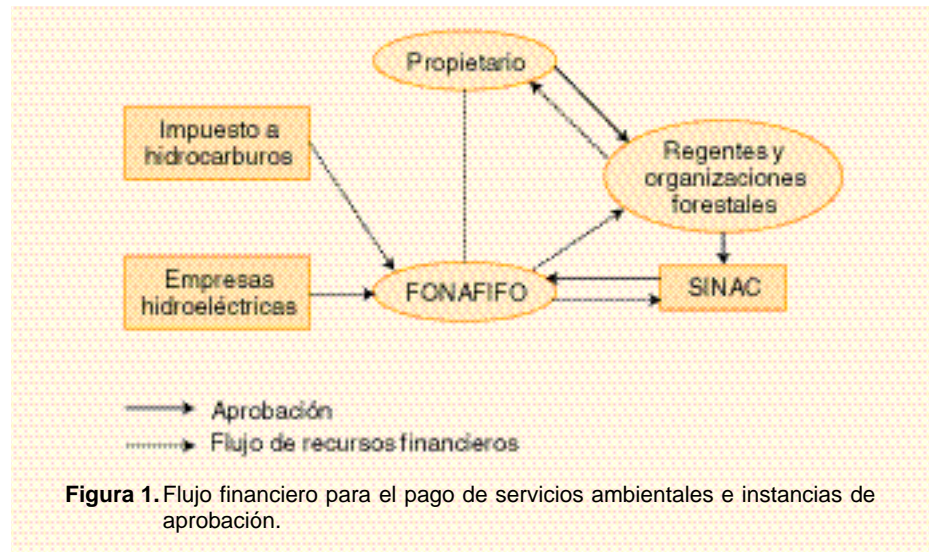 Propietario
Impuesto a
hidrocarburos
Regentes y
organizaciones
forestales
Empresas
hidroeléctricas
FONAFIFO
SINAC
Aprobación
Flujo de recursos financieros
Figura 1. Flujo financiero para el pago de servicios ambientales e instancias de
aprobación.